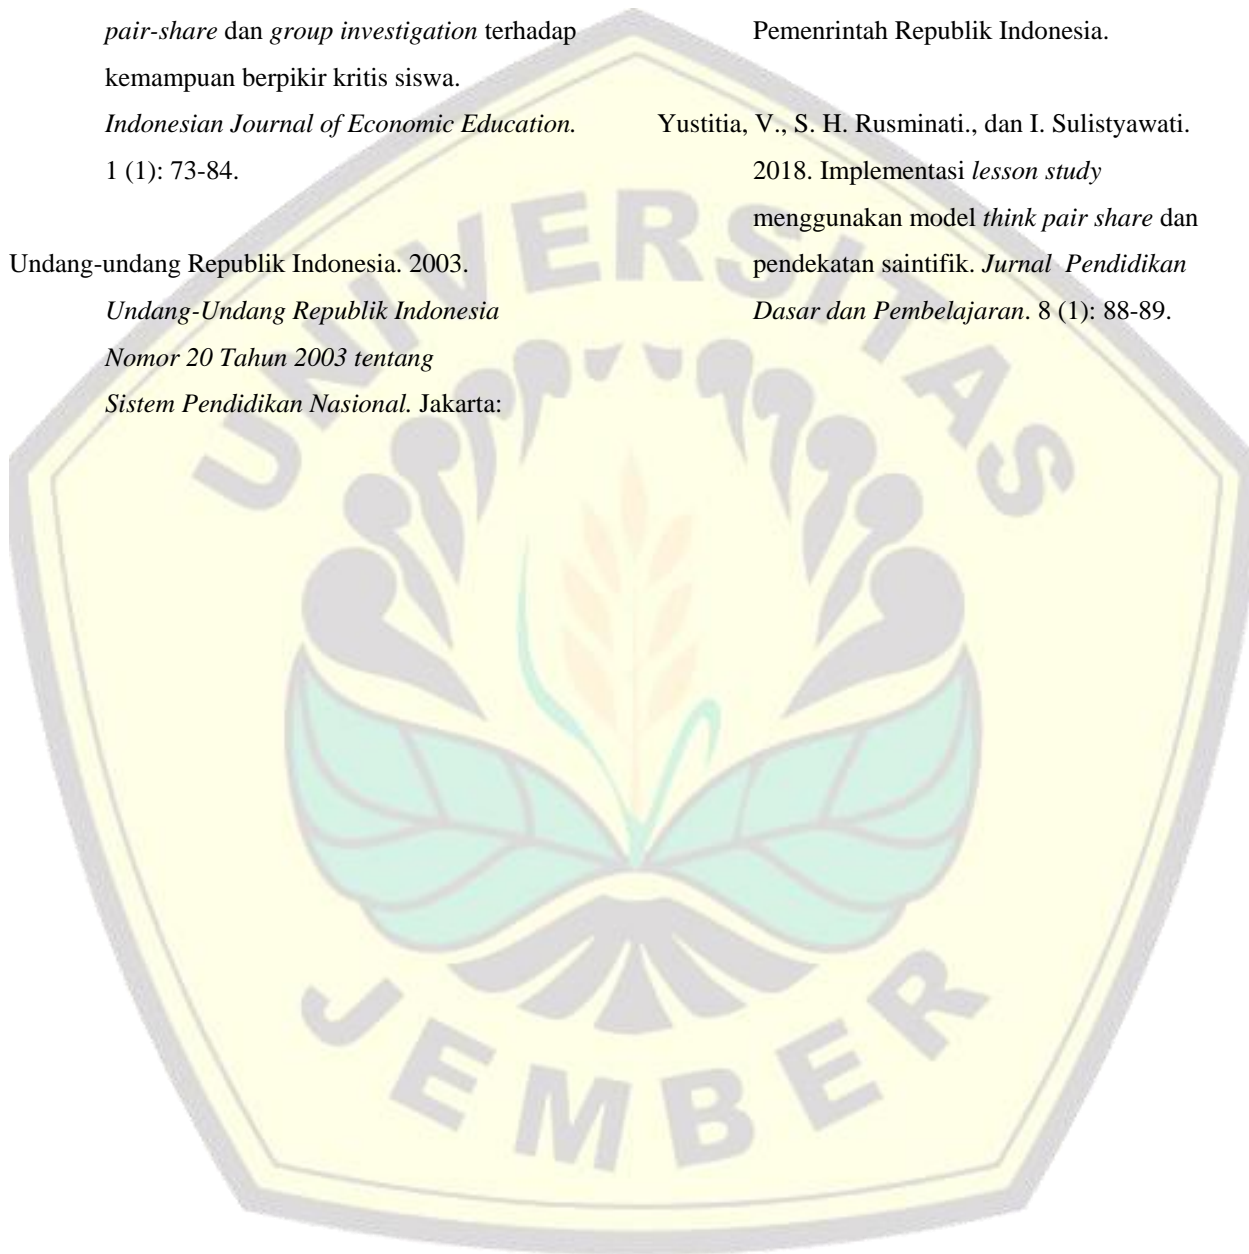 pair-share dan group investigation terhadap
kemampuan berpikir kritis siswa.
Indonesian Journal of Economic Education.
1 (1): 73-84.
Undang-undang Republik Indonesia. 2003.
Undang-Undang Republik Indonesia
Nomor 20 Tahun 2003 tentang
Sistem Pendidikan Nasional. Jakarta:
Pemenrintah Republik Indonesia.
Yustitia, V., S. H. Rusminati., dan I. Sulistyawati.
2018. Implementasi lesson study
menggunakan model think pair share dan
pendekatan saintifik. Jurnal Pendidikan
Dasar dan Pembelajaran. 8 (1): 88-89.
UNIVERSITAS
JEMBER